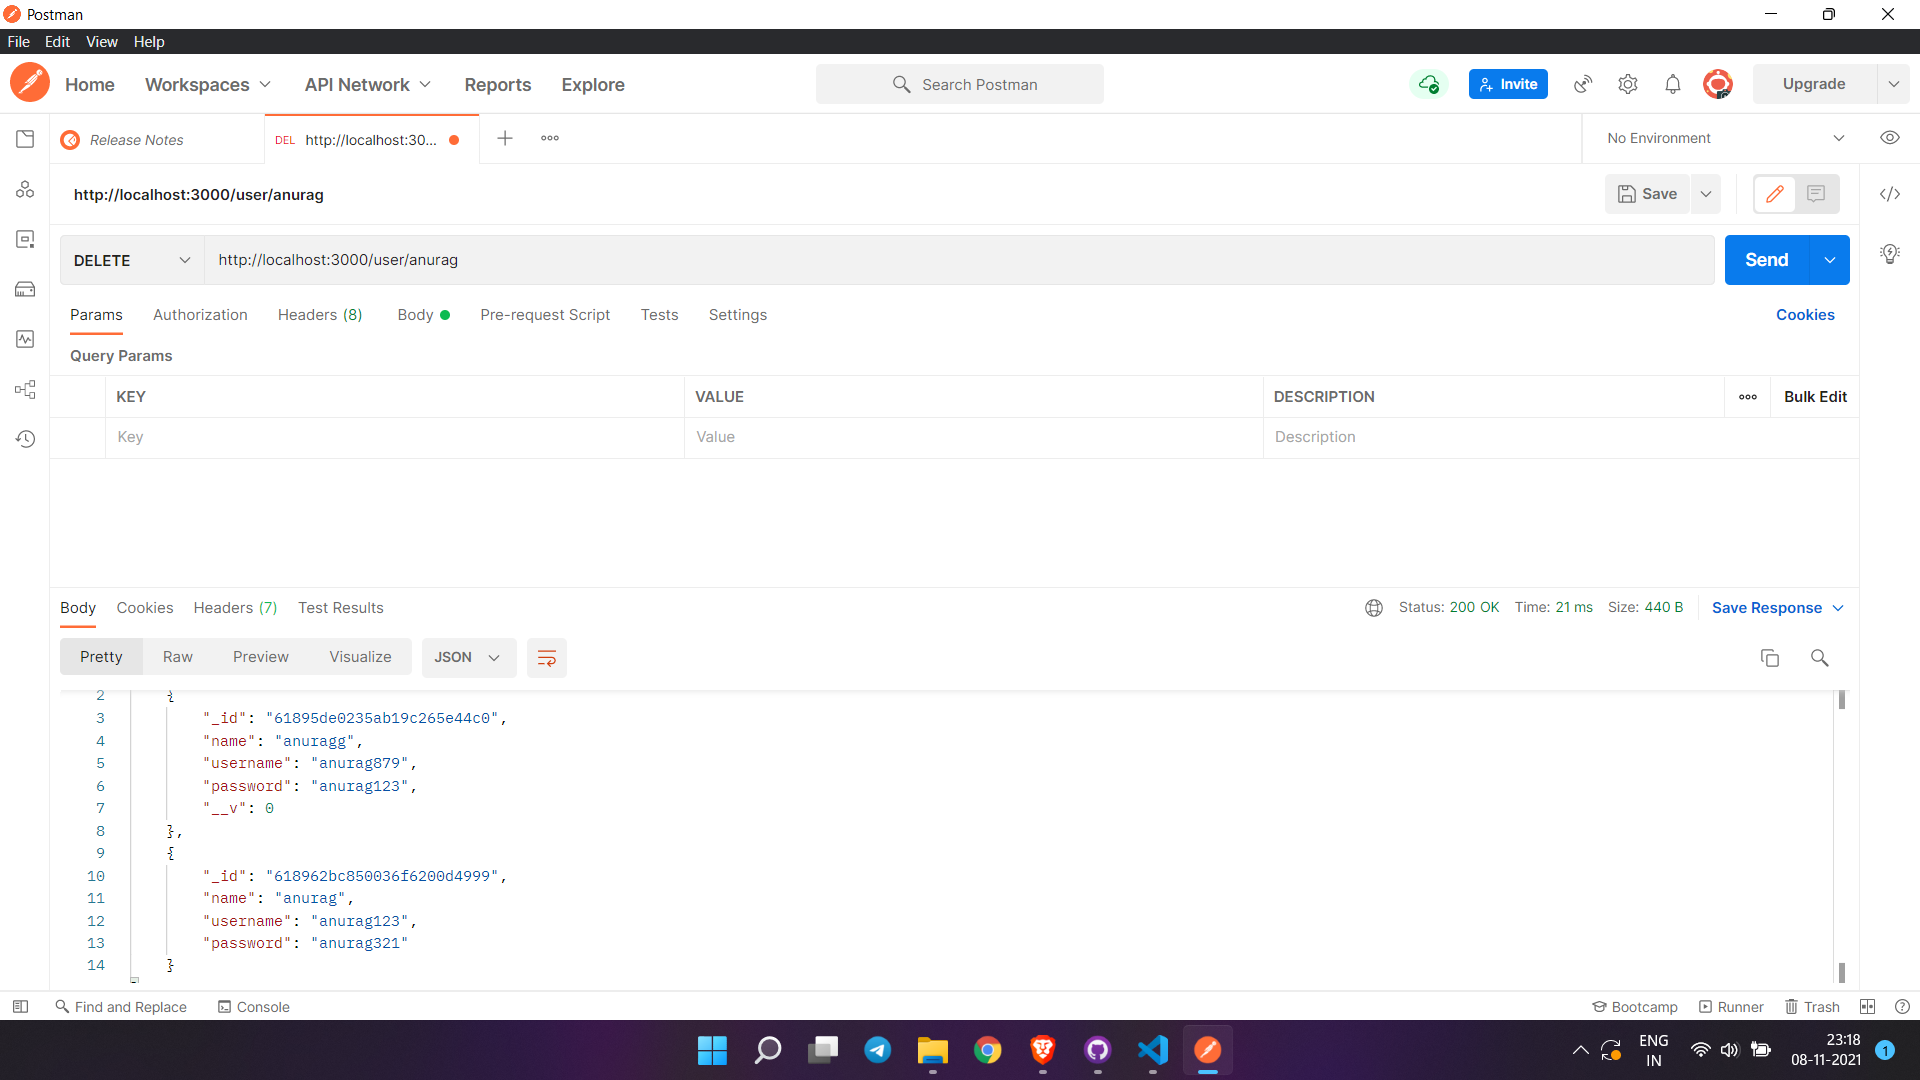 Postman
File Edit View Help
Home Workspaces API Network Reports Explore Search Postman Invite Upgrade
Release Notes DEL http://localhost:30... No Environment
http://localhost:3000/user/anurag Save
DELETE http://localhost:3000/user/anurag Send
Params Authorization Headers (8) Body Pre-request Script Tests Settings Cookies
Query Params
KEY VALUE DESCRIPTION Bulk Edit
Key Value Description
Body Cookies Headers (7) Test Results Status: 200 OK Time: 21 ms Size: 440 B Save Response
Pretty Raw Preview Visualize JSON
2 {
3 "_id": "61895de0235ab19c265e44c0",
4 "name": "anuragg",
5 "username": "anurag879",
6 "password": "anurag123",
7 "__v": 0
8 },
9 {
10 "_id": "618962bc850036f6200d4999",
11 "name": "anurag",
12 "username": "anurag123",
13 "password": "anurag321"
14 }
Find and Replace Console Bootcamp Runner Trash
ENG 23:18
IN 08-11-2021 1